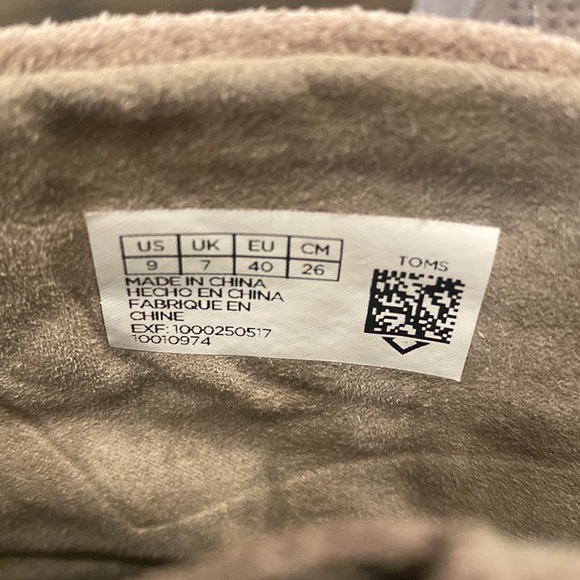 US UK EU CM
9 7 40 26
MADE IN CHINA
HECHO EN CHINA
FABRIQUE EN
CHINE
EXF: 1000250517
10010974
TOMS